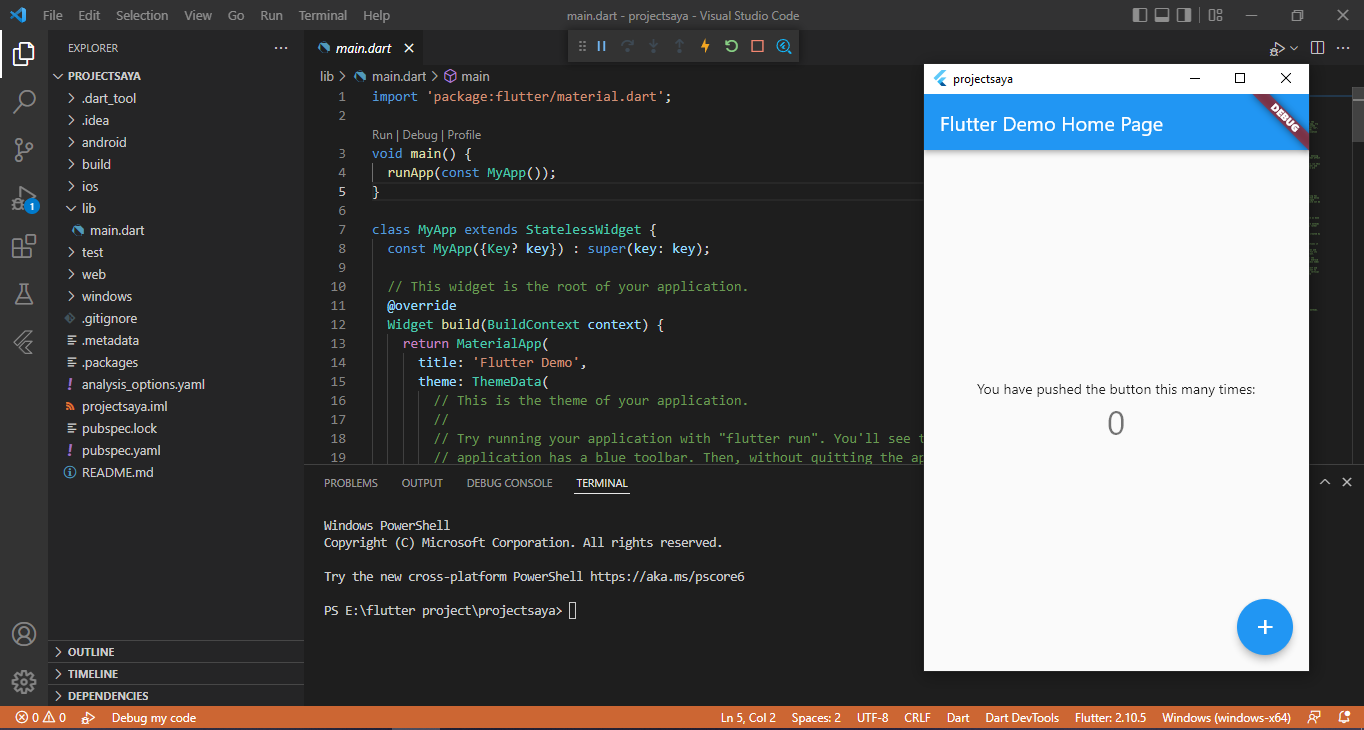 File Edit Selection View Go Run Terminal Help
main.dart - projectsaya - Visual Studio Code
EXPLORER
PROJECTSAYA
.dart_tool
.idea
android
build
ios
lib
main.dart
test
web
windows
.gitignore
.metadata
.packages
analysis_options.yaml
projectsaya.iml
pubspec.lock
pubspec.yaml
README.md
OUTLINE
TIMELINE
DEPENDENCIES
1
main.dart
lib > main.dart > main
1 import 'package:flutter/material.dart';
2
Run | Debug | Profile
3 void main() {
4 runApp(const MyApp());
5 }
6
7 class MyApp extends StatelessWidget {
8 const MyApp({Key? key}) : super(key: key);
9
10 // This widget is the root of your application.
11 @override
12 Widget build(BuildContext context) {
13 return MaterialApp(
14 title: 'Flutter Demo',
15 theme: ThemeData(
16 // This is the theme of your application.
17 //
18 // Try running your application with "flutter run". You'll see t
19 // application has a blue toolbar. Then, without quitting the ap
PROBLEMS OUTPUT DEBUG CONSOLE TERMINAL
Windows PowerShell
Copyright (C) Microsoft Corporation. All rights reserved.
Try the new cross-platform PowerShell https://aka.ms/pscore6
PS E:\flutter project\projectsaya>
projectsaya
Flutter Demo Home Page
DEBUG
You have pushed the button this many times:
0
+
0 0 Debug my code
Ln 5, Col 2 Spaces: 2 UTF-8 CRLF Dart Dart DevTools Flutter: 2.10.5 Windows (windows-x64)